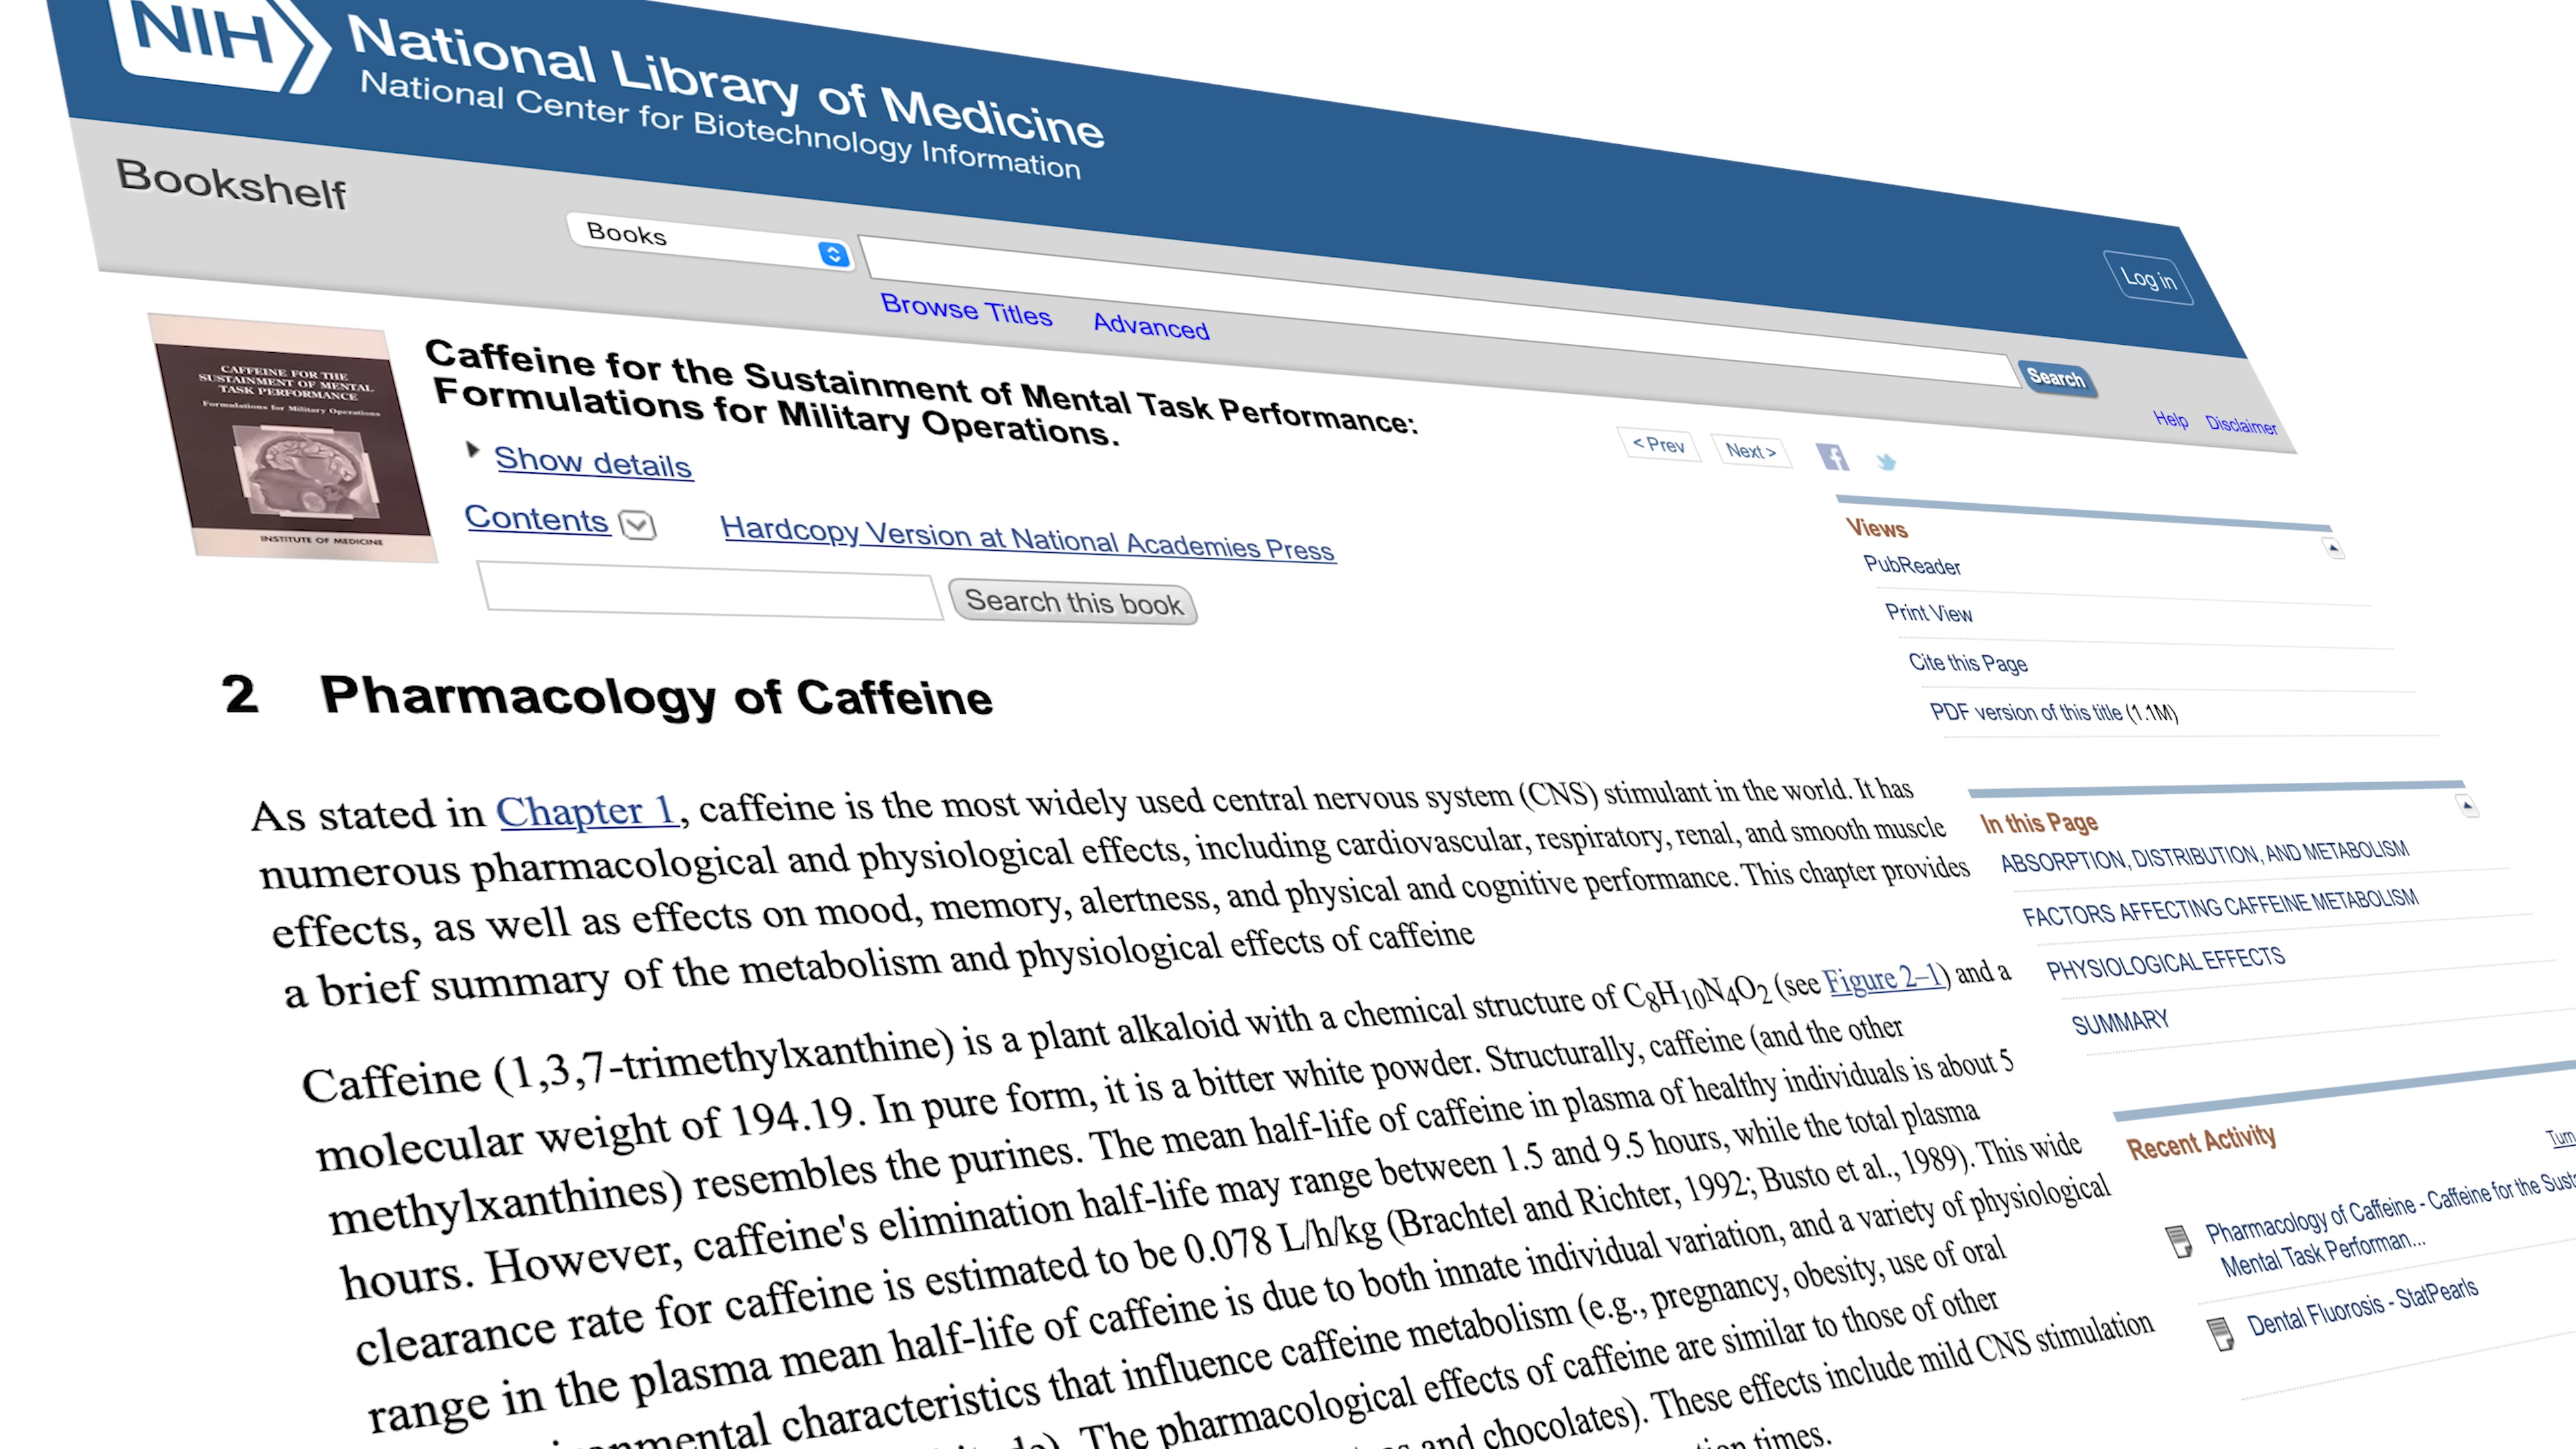 NIH
National Library of Medicine
National Center for Biotechnology Information
Log in
Bookshelf
Books
Search
Browse Titles Advanced
Help Disclaimer
CAFFEINE FOR THE
SUSTAINMENT OF MENTAL
TASK PERFORMANCE
Formulations for Military Operations
INSTITUTE OF MEDICINE
Caffeine for the Sustainment of Mental Task Performance:
Formulations for Military Operations.
Show details
Contents
Hardcopy Version at National Academies Press
Search this book
< Prev Next >
2 Pharmacology of Caffeine
As stated in Chapter 1, caffeine is the most widely used central nervous system (CNS) stimulant in the world. It has
numerous pharmacological and physiological effects, including cardiovascular, respiratory, renal, and smooth muscle
effects, as well as effects on mood, memory, alertness, and physical and cognitive performance. This chapter provides
a brief summary of the metabolism and physiological effects of caffeine
Caffeine (1,3,7-trimethylxanthine) is a plant alkaloid with a chemical structure of C8H10N4O2 (see Figure 2–1) and a
molecular weight of 194.19. In pure form, it is a bitter white powder. Structurally, caffeine (and the other
methylxanthines) resembles the purines. The mean half-life of caffeine in plasma of healthy individuals is about 5
hours. However, caffeine's elimination half-life may range between 1.5 and 9.5 hours, while the total plasma
clearance rate for caffeine is estimated to be 0.078 L/h/kg (Brachtel and Richter, 1992; Busto et al., 1989). This wide
range in the plasma mean half-life of caffeine is due to both innate individual variation, and a variety of physiological
characteristics that influence caffeine metabolism (e.g., pregnancy, obesity, use of oral
The pharmacological effects of caffeine are similar to those of other
and chocolates). These effects include mild CNS stimulation
times.
Views
PubReader
Print View
Cite this Page
PDF version of this title (1.1M)
In this Page
ABSORPTION, DISTRIBUTION, AND METABOLISM
FACTORS AFFECTING CAFFEINE METABOLISM
PHYSIOLOGICAL EFFECTS
SUMMARY
Recent Activity
Turn
Pharmacology of Caffeine - Caffeine for the
Mental Task Performan...
Dental Fluorosis - StatPearls